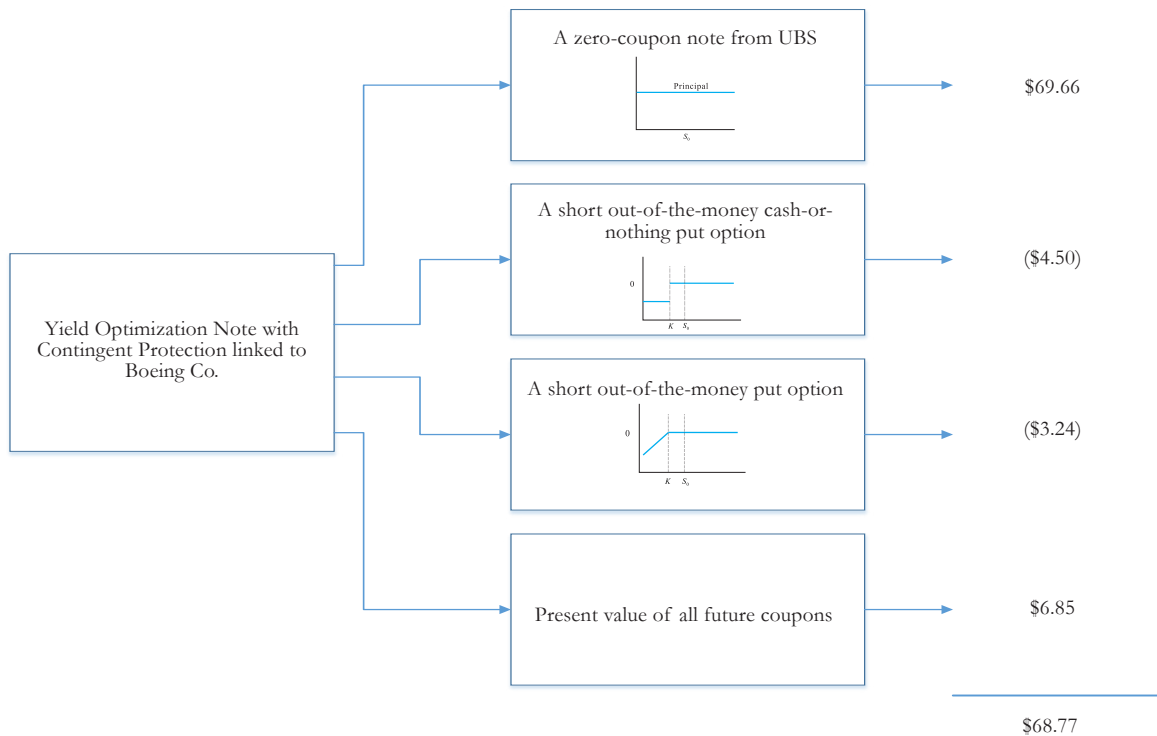 A zero-coupon note from UBS
Principal
S₀
$69.66
A short out-of-the-money cash-or-
nothing put option
0
K S₀
($4.50)
Yield Optimization Note with
Contingent Protection linked to
Boeing Co.
A short out-of-the-money put option
0
K S₀
($3.24)
Present value of all future coupons
$6.85
$68.77